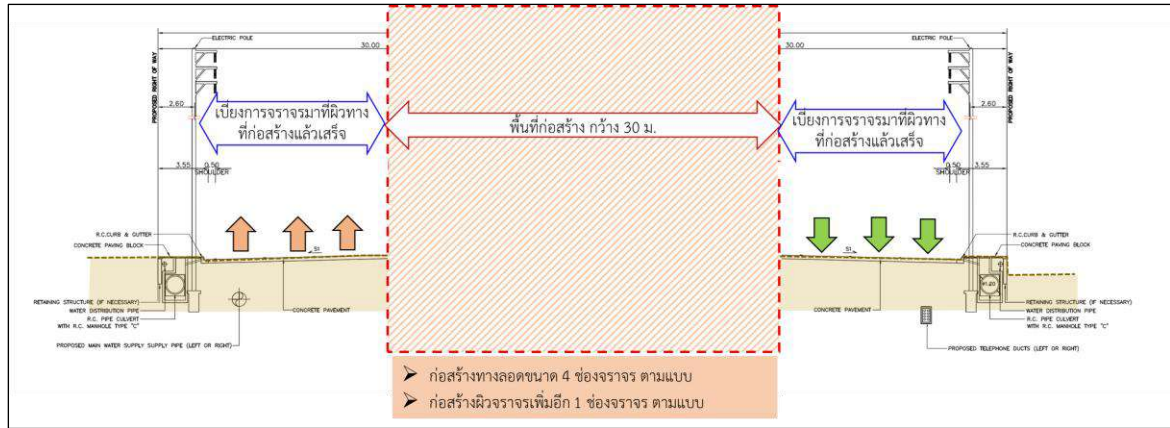 ELECTRIC POLE
30.00
PROPOSED RIGHT OF WAY
2.60
เบี่ยงการจราจรมาที่ผิวทาง
ที่ก่อสร้างแล้วเสร็จ
3.55
0.50
SHOULDER
R.C.CURB & GUTTER
CONCRETE PAVING BLOCK
S1
RETAINING STRUCTURE (IF NECESSARY)
WATER DISTRIBUTION PIPE
R.C. PIPE CULVERT
WITH R.C. MANHOLE TYPE "C"
CONCRETE PAVEMENT
PROPOSED MAIN WATER SUPPLY SUPPLY PIPE (LEFT OR RIGHT)
พื้นที่ก่อสร้าง กว้าง 30 ม.
ELECTRIC POLE
30.00
PROPOSED RIGHT OF WAY
2.60
เบี่ยงการจราจรมาที่ผิวทาง
ที่ก่อสร้างแล้วเสร็จ
0.50
3.55
SHOULDER
R.C.CURB & GUTTER
CONCRETE PAVING BLOCK
S1
RETAINING STRUCTURE (IF NECESSARY)
WATER DISTRIBUTION PIPE
R.C. PIPE CULVERT
WITH R.C. MANHOLE TYPE "C"
CONCRETE PAVEMENT
PROPOSED TELEPHONE DUCTS (LEFT OR RIGHT)
➤ ก่อสร้างทางลอดขนาด 4 ช่องจราจร ตามแบบ
➤ ก่อสร้างผิวจราจรเพิ่มอีก 1 ช่องจราจร ตามแบบ